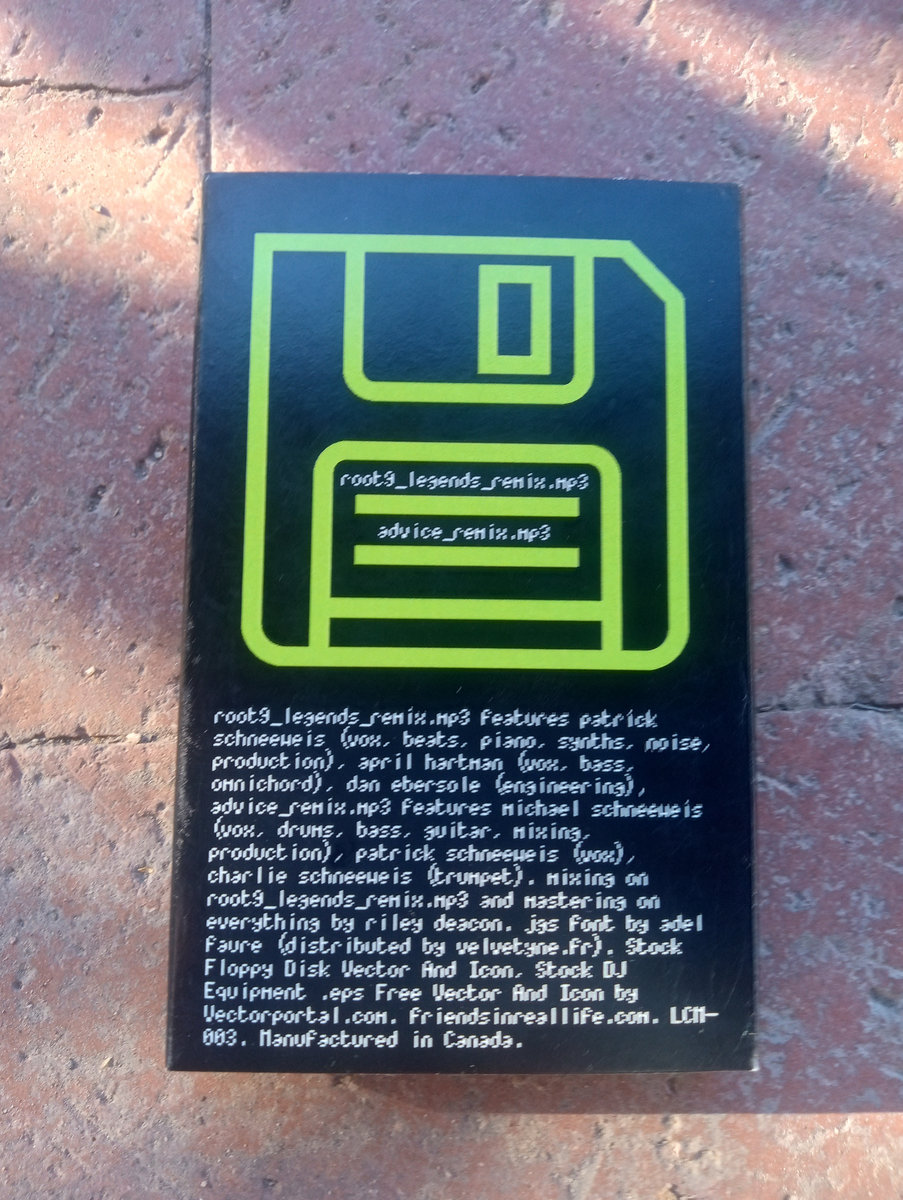 root9_legends_remix.mp3
advice_remix.mp3
root9_legends_remix.mp3 features patrick
schneeweis (vox, beats, piano, synths, noise,
production), april hartman (vox, bass,
omnichord), dan ebersole (engineering),
advice_remix.mp3 features michael schneeweis
(vox, drums, bass, guitar, mixing,
production), patrick schneeweis (vox),
charlie schneeweis (trumpet). mixing on
root9_legends_remix.mp3 and mastering on
everything by riley deacon. jgs font by adel
faure (distributed by velvetyne.fr). Stock
Floppy Disk Vector And Icon, Stock DJ
Equipment .eps Free Vector And Icon by
Vectorportal.com. friendsinreallife.com. LCM-
003. Manufactured in Canada.